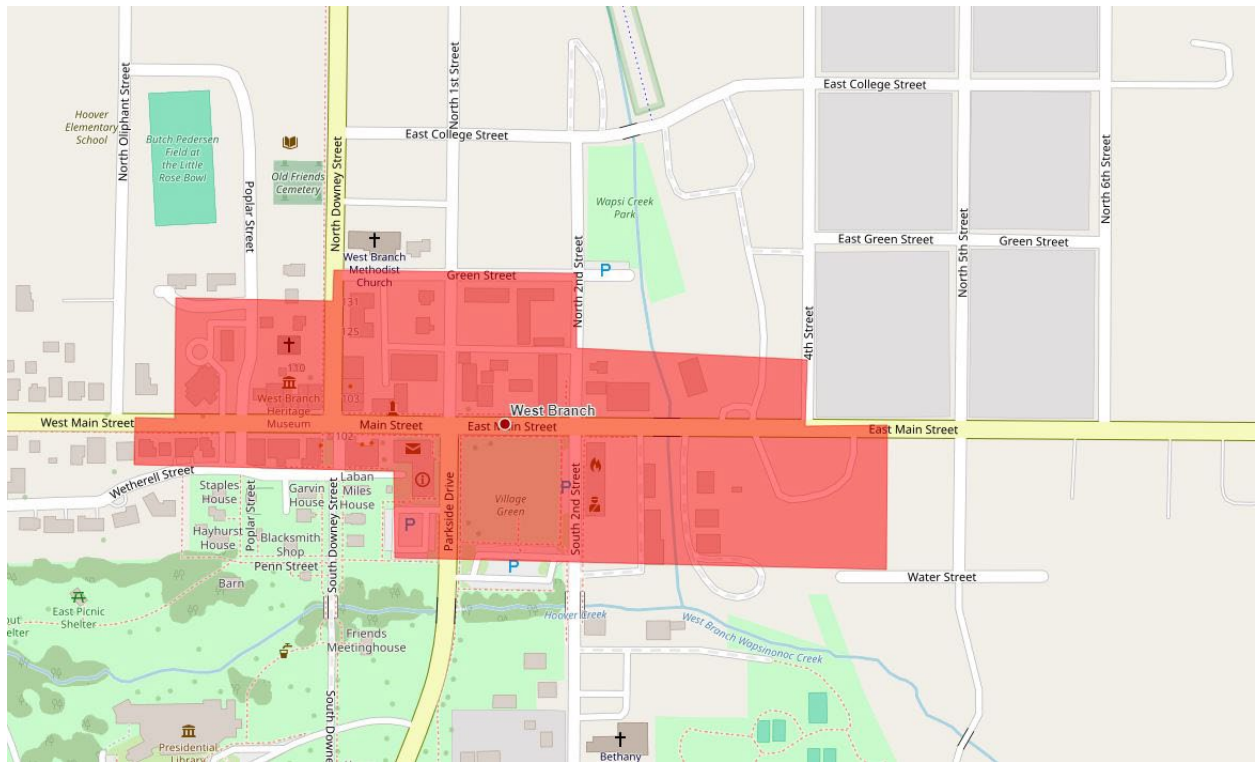 Hoover
Elementary
School
North Oliphant Street
Butch Pedersen
Field at
the Little
Rose Bowl
Poplar Street
Old Friends
Cemetery
North Downey Street
North 1st Street
East College Street
East College Street
North 6th Street
Wapsi Creek
Park
North 2nd Street
East Green Street
Green Street
North 5th Street
4th Street
West Branch
Methodist
Church
Green Street
P
131
125
110
103
West Branch
Heritage
Museum
102
West Main Street
Main Street
West Branch
East Main Street
East Main Street
Wetherell Street
Staples
House
Garvin
House
Laban
Miles
House
Village
Green
P
P
South 2nd Street
Parkside Drive
Hayhurst
House
Poplar Street
Blacksmith
Shop
Penn Street
South Downey Street
Barn
P
Water Street
East Picnic
Shelter
out
elter
Friends
Meetinghouse
Hoover Creek
West Branch Wapsinonoc Creek
South Downe
Presidential
Library
Bethany